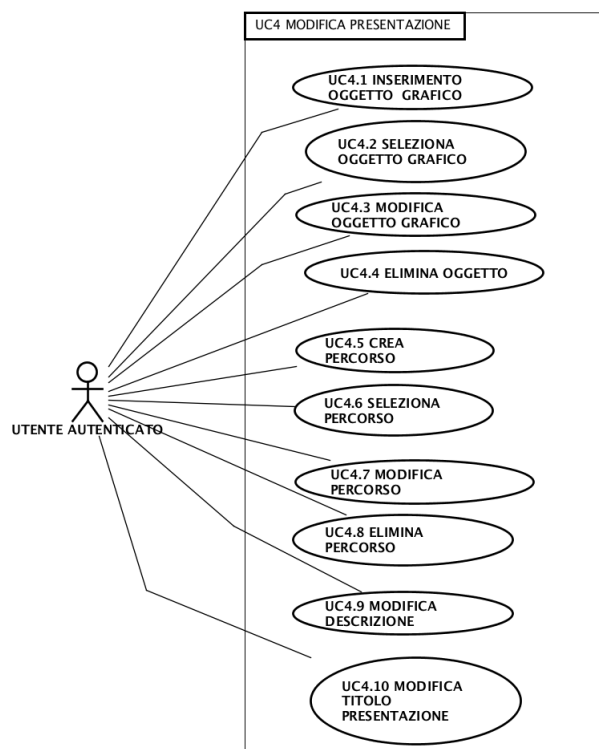 UC4 MODIFICA PRESENTAZIONE
UC4.1 INSERIMENTO
OGGETTO GRAFICO
UC4.2 SELEZIONA
OGGETTO GRAFICO
UC4.3 MODIFICA
OGGETTO GRAFICO
UC4.4 ELIMINA OGGETTO
UC4.5 CREA
PERCORSO
UC4.6 SELEZIONA
PERCORSO
UTENTE AUTENTICATO
UC4.7 MODIFICA
PERCORSO
UC4.8 ELIMINA
PERCORSO
UC4.9 MODIFICA
DESCRIZIONE
UC4.10 MODIFICA
TITOLO
PRESENTAZIONE